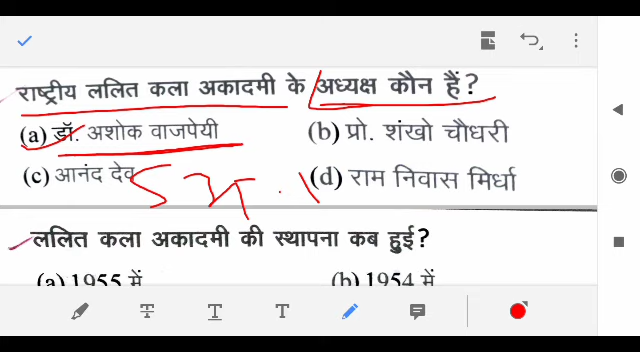 राष्ट्रीय ललित कला अकादमी के अध्यक्ष कौन हैं?
(a) डॉ. अशोक वाजपेयी (b) प्रो. शंखो चौधरी
(c) आनंद देव (d) राम निवास मिर्धा
ललित कला अकादमी की स्थापना कब हुई?
(a) 1955 में (b) 1954 में